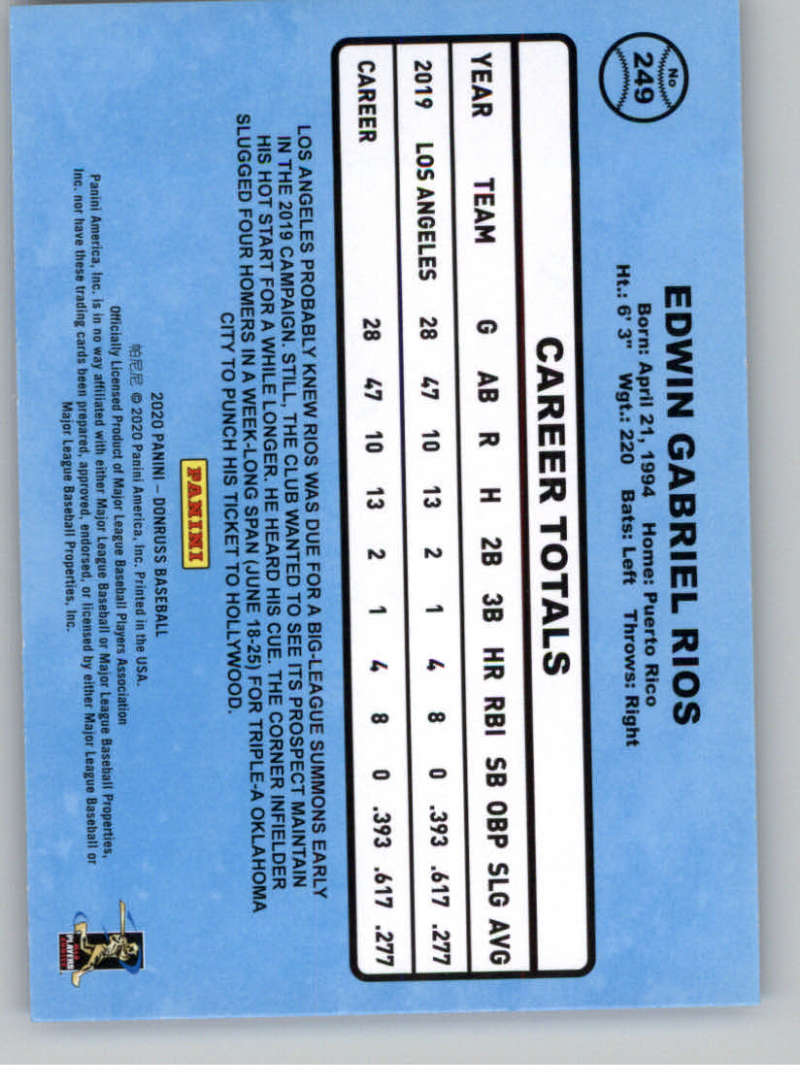 No
249
EDWIN GABRIEL RIOS
Born: April 21, 1994 Home: Puerto Rico
Ht.: 6' 3" Wgt.: 220 Bats: Left Throws: Right
CAREER TOTALS
YEAR TEAM G AB R H 2B 3B HR RBI SB OBP SLG AVG
2019 LOS ANGELES 28 47 10 13 2 1 4 8 0 .393 .617 .277
CAREER 28 47 10 13 2 1 4 8 0 .393 .617 .277
LOS ANGELES PROBABLY KNEW RIOS WAS DUE FOR A BIG-LEAGUE SUMMONS EARLY
IN THE 2019 CAMPAIGN. STILL, THE CLUB WANTED TO SEE ITS PROSPECT MAINTAIN
HIS HOT START FOR A WHILE LONGER. HE HEARD HIS CUE. THE CORNER INFIELDER
SLUGGED FOUR HOMERS IN A WEEK-LONG SPAN (JUNE 18-25) FOR TRIPLE-A OKLAHOMA
CITY TO PUNCH HIS TICKET TO HOLLYWOOD.
PANINI
2020 PANINI – DONRUSS BASEBALL
帕尼尼 © 2020 Panini America, Inc. Printed in the USA.
Officially Licensed Product of Major League Baseball Players Association
Panini America, Inc. is in no way affiliated with either Major League Baseball or Major League Baseball Properties,
Inc. nor have these trading cards been prepared, approved, endorsed, or licensed by either Major League Baseball or
Major League Baseball Properties, Inc.
PLAYERS